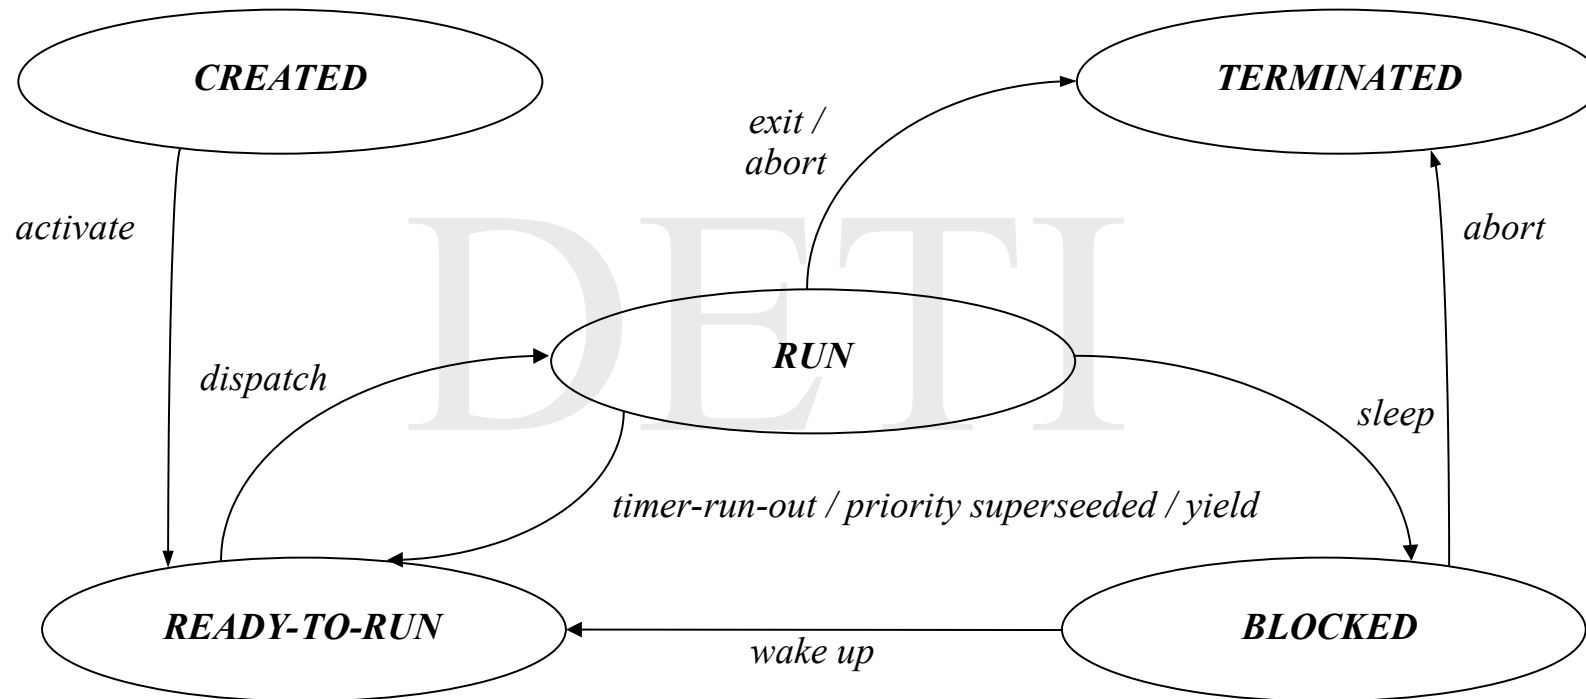 CREATED
TERMINATED
exit /
abort
activate
abort
DETI
RUN
dispatch
sleep
timer-run-out / priority superseeded / yield
READY-TO-RUN
BLOCKED
wake up